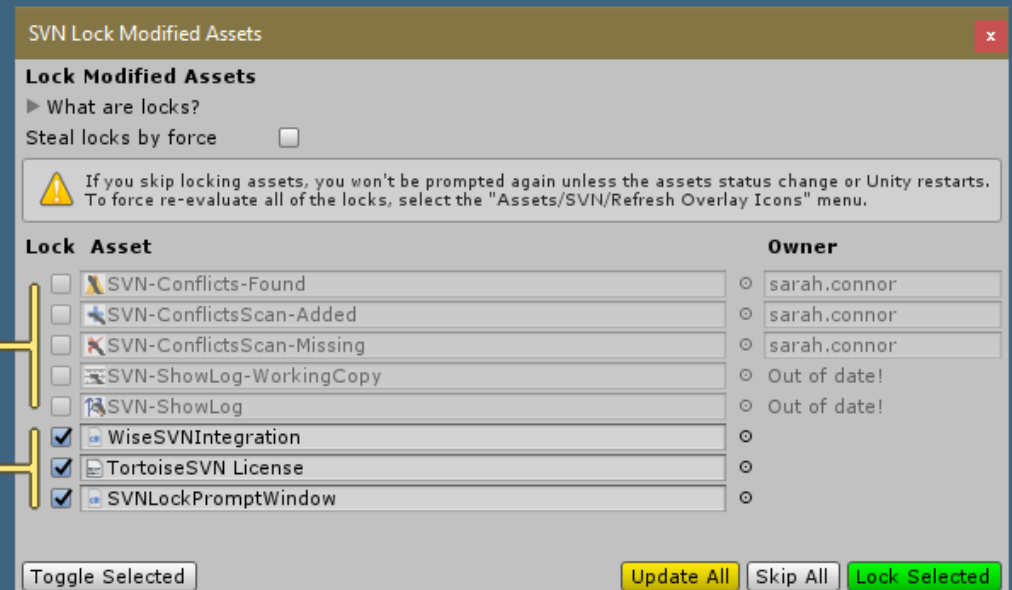 SVN Lock Modified Assets
x
Lock Modified Assets
What are locks?
Steal locks by force
If you skip locking assets, you won't be prompted again unless the assets status change or Unity restarts.
To force re-evaluate all of the locks, select the "Assets/SVN/Refresh Overlay Icons" menu.
Lock Asset Owner
SVN-Conflicts-Found sarah.connor
SVN-ConflictsScan-Added sarah.connor
SVN-ConflictsScan-Missing sarah.connor
SVN-ShowLog-WorkingCopy Out of date!
SVN-ShowLog Out of date!
WiseSVNIntegration
TortoiseSVN License
SVNLockPromptWindow
Toggle Selected Update All Skip All Lock Selected